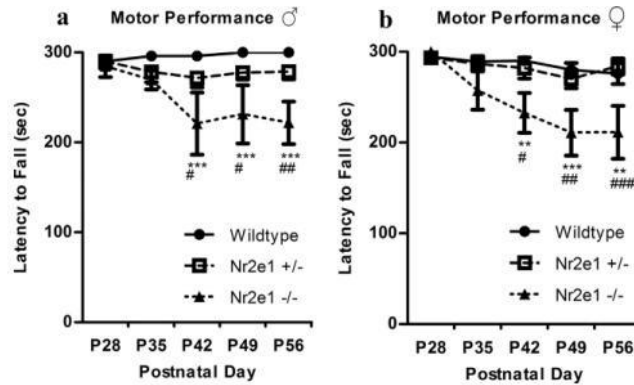 a Motor Performance ♂
Latency to Fall (sec)
300
200
100
0
***
#
***
#
***
##
Wildtype
Nr2e1 +/-
Nr2e1 -/-
P28 P35 P42 P49 P56
Postnatal Day
b Motor Performance ♀
Latency to Fall (sec)
300
200
100
0
**
#
***
##
**
###
Wildtype
Nr2e1 +/-
Nr2e1 -/-
P28 P35 P42 P49 P56
Postnatal Day